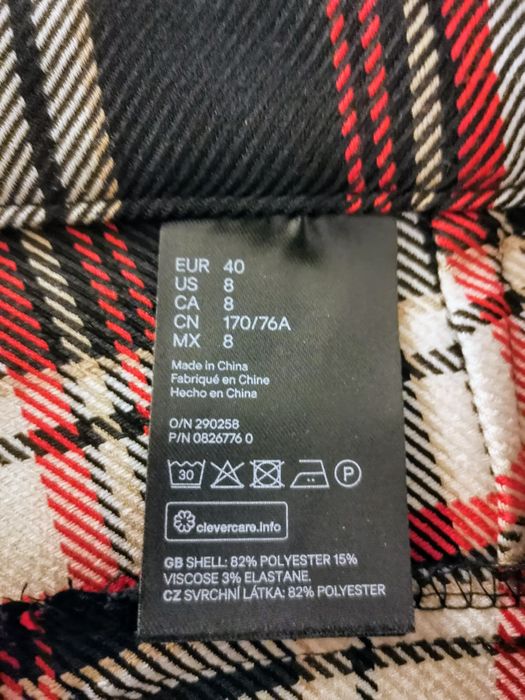 EUR 40
US 8
CA 8
CN 170/76A
MX 8
Made in China
Fabriqué en Chine
Hecho en China
O/N 290258
P/N 0826776 0
30 P
clevercare.info
GB SHELL: 82% POLYESTER 15%
VISCOSE 3% ELASTANE.
CZ SVRCHNÍ LÁTKA: 82% POLYESTER